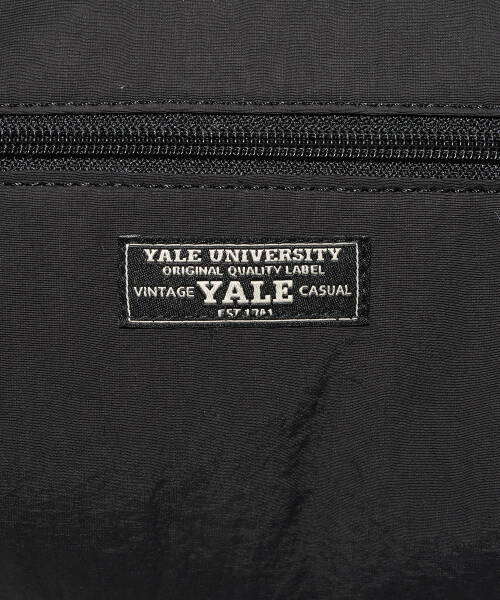 YALE UNIVERSITY
ORIGINAL QUALITY LABEL
VINTAGE YALE CASUAL
EST.1701